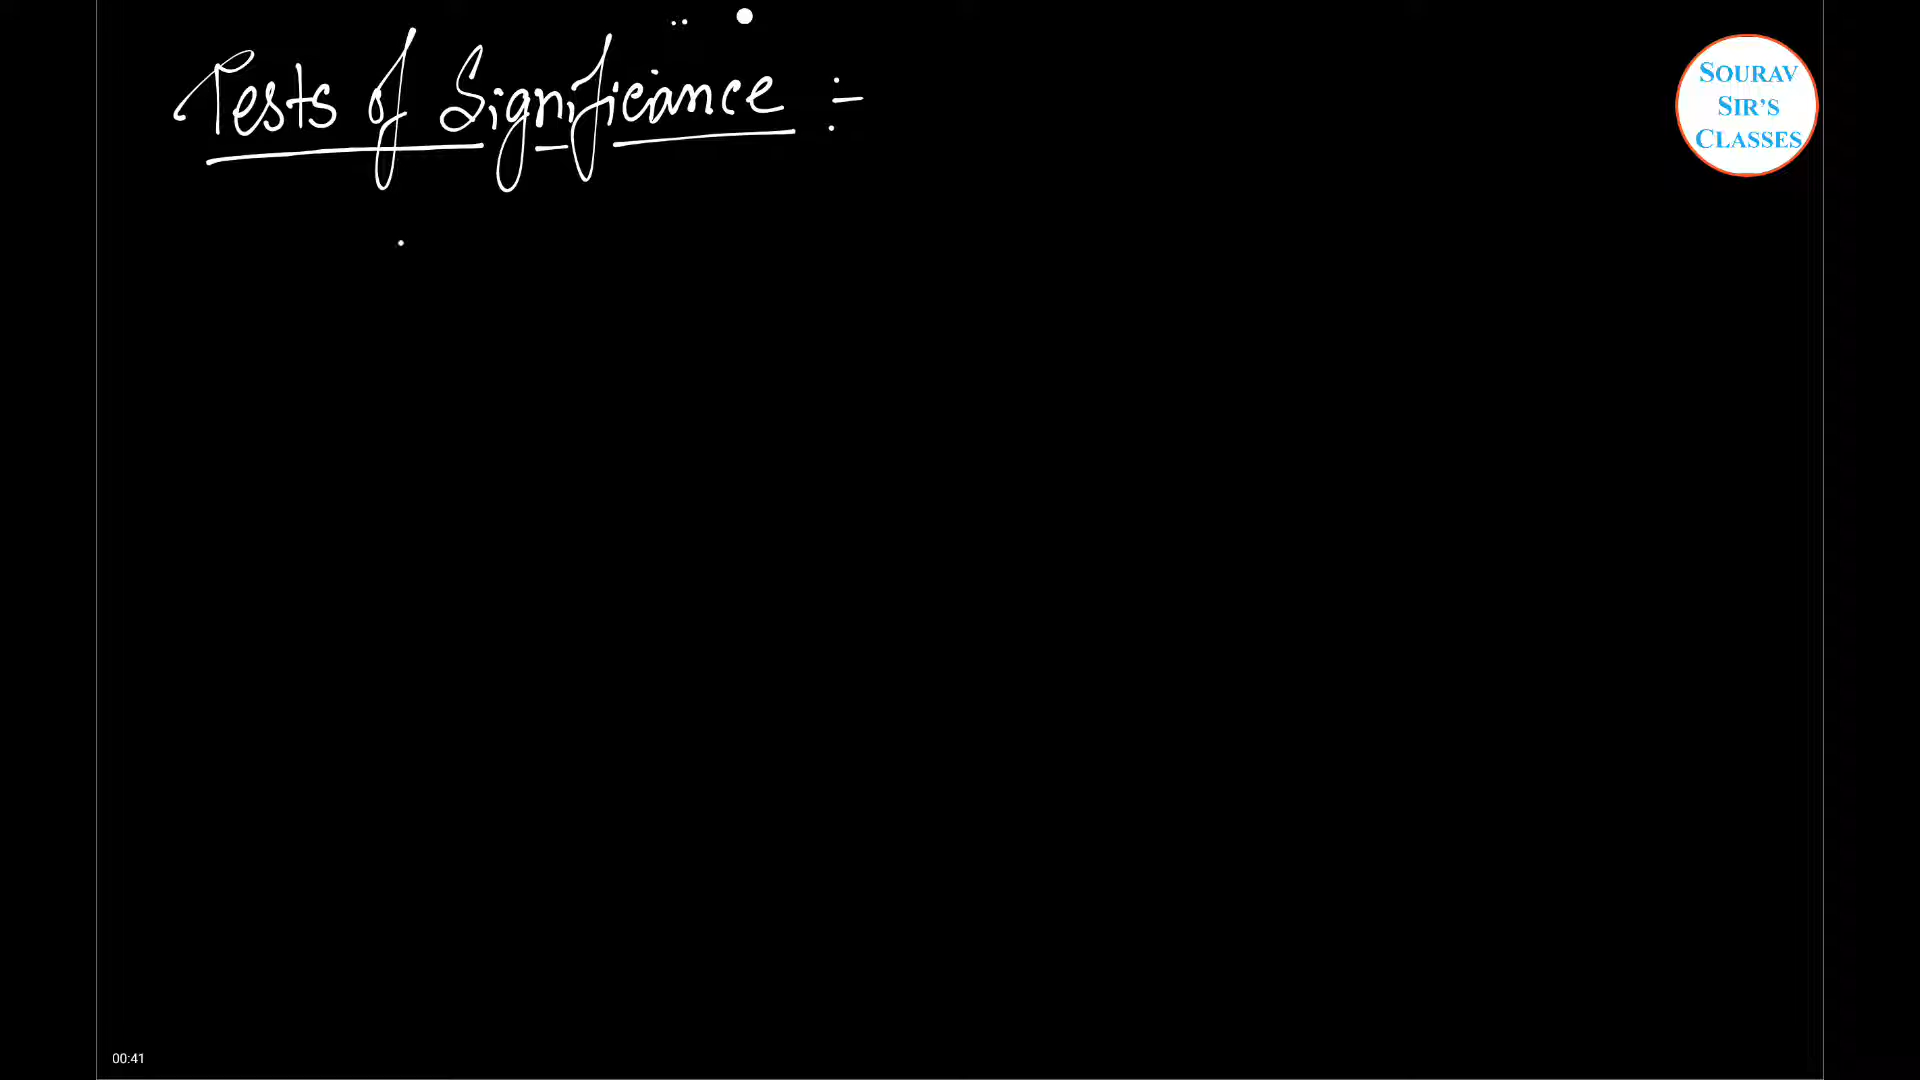 Tests of Significance :-
SOURAV
SIR'S
CLASSES
00:41